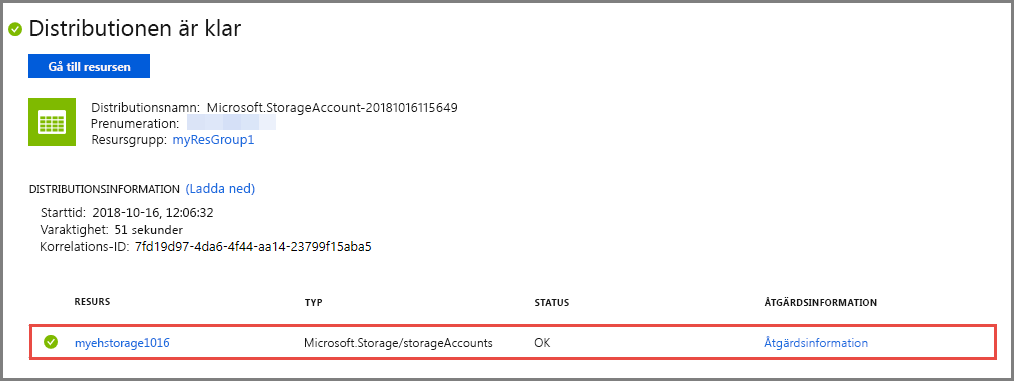 Distributionen är klar
Gå till resursen
Distributionsnamn: Microsoft.StorageAccount-20181016115649
Prenumeration:
Resursgrupp: myResGroup1
DISTRIBUTIONSINFORMATION (Ladda ned)
Starttid: 2018-10-16, 12:06:32
Varaktighet: 51 sekunder
Korrelations-ID: 7fd19d97-4da6-4f44-aa14-23799f15aba5
RESURS TYP STATUS ÅTGÄRDSINFORMATION
myehstorage1016 Microsoft.Storage/storageAccounts OK Åtgärdsinformation